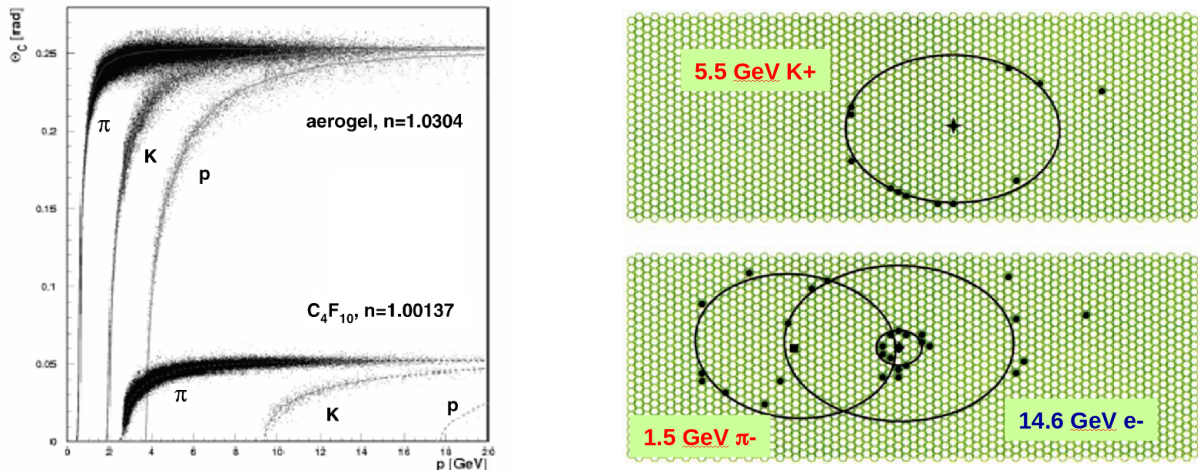 Θ_C [rad]
0.25
0.2
0.15
0.1
0.05
0
0 2 4 6 8 10 12 14 16 18 20
p [GeV]
π
K
p
aerogel, n=1.0304
C₄F₁₀, n=1.00137
π
K
p
5.5 GeV K+
1.5 GeV π-
14.6 GeV e-